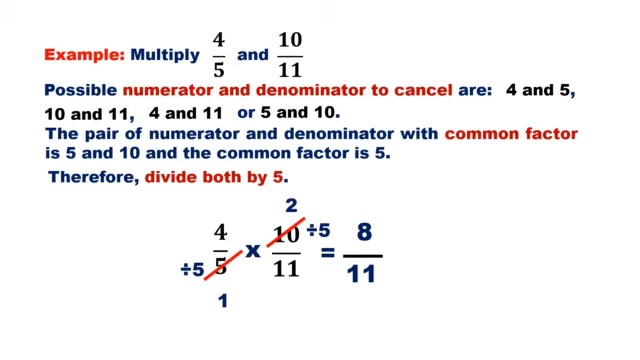 Example: Multiply 4/5 and 10/11
Possible numerator and denominator to cancel are: 4 and 5,
10 and 11, 4 and 11 or 5 and 10.
The pair of numerator and denominator with common factor
is 5 and 10 and the common factor is 5.
Therefore, divide both by 5.
2
4/5 x 10/11 ÷5 = 8/11
÷5
1